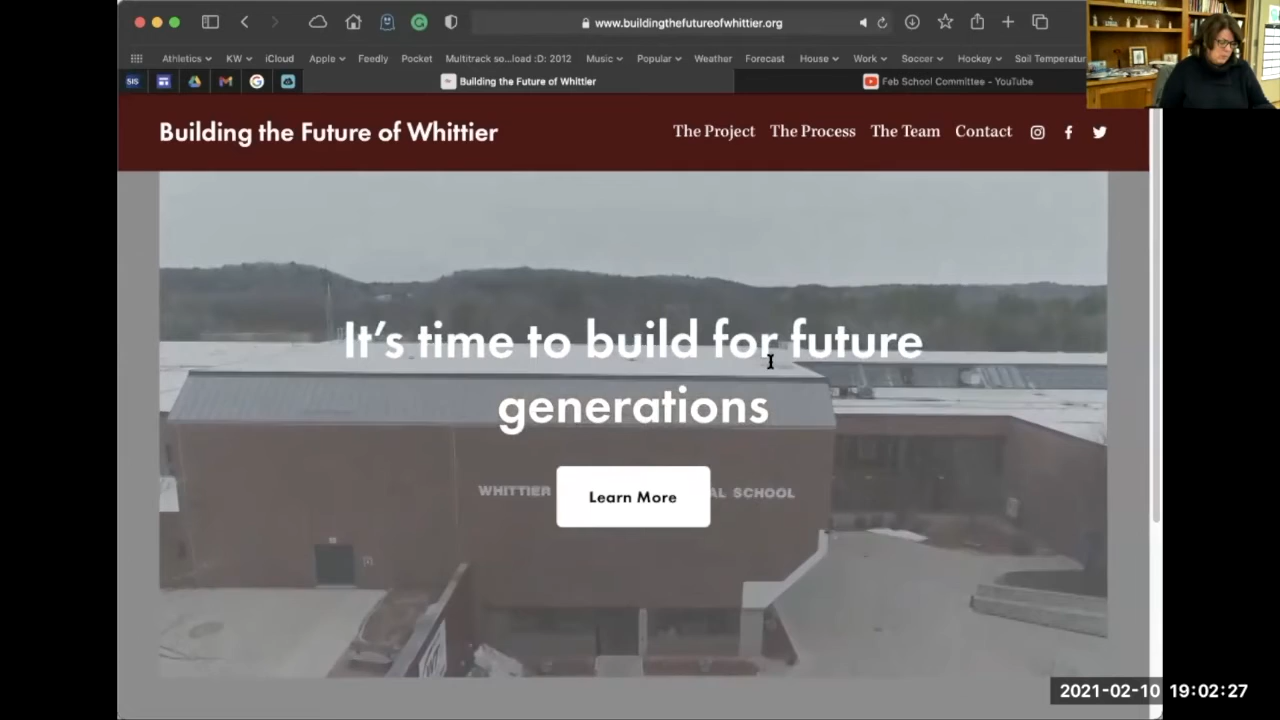 www.buildingthefutureofwhittier.org
Athletics KW iCloud Apple Feedly Pocket Multitrack so...load :D: 2012 Music Popular Weather Forecast House Work Soccer Hockey Soil Temperatur
SIS G Building the Future of Whittier Feb School Committee - YouTube
Building the Future of Whittier The Project The Process The Team Contact
It's time to build for future
generations
WHITTIER AL SCHOOL
Learn More
2021-02-10 19:02:27